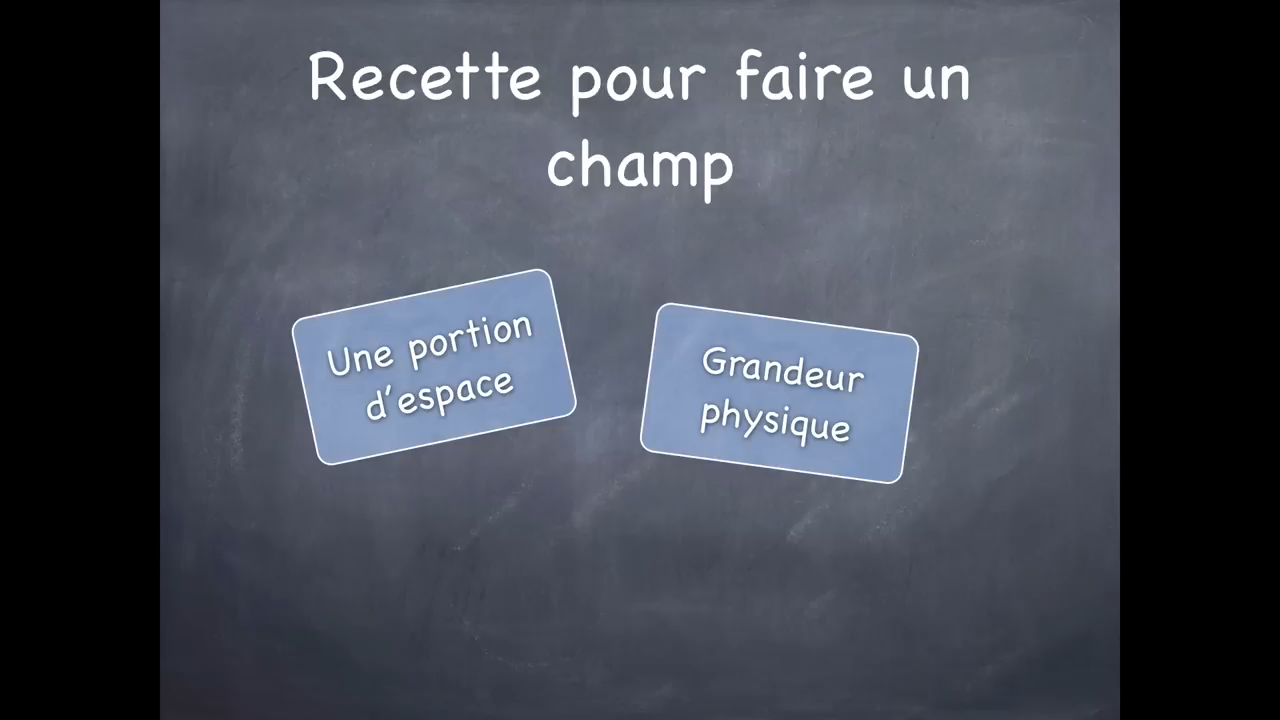 Recette pour faire un
champ
Une portion
d'espace
Grandeur
physique